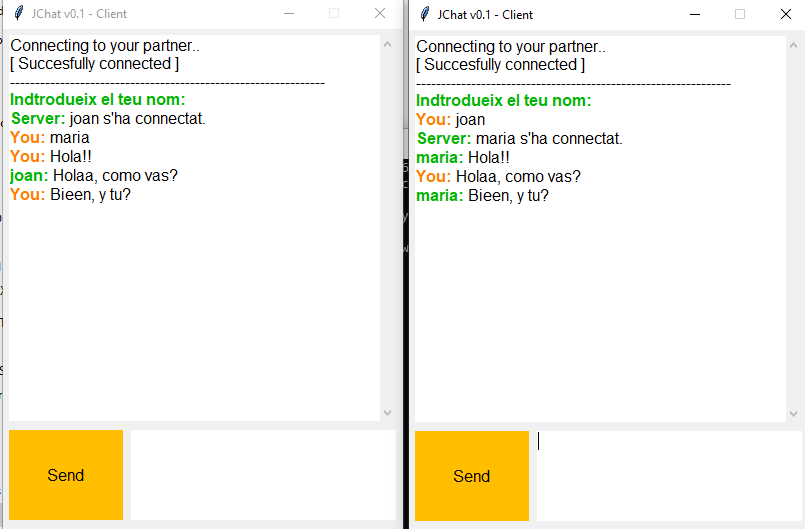 JChat v0.1 - Client
Connecting to your partner..
[ Succesfully connected ]
------------------------------------------------------------
Indtrodueix el teu nom:
Server: joan s'ha connectat.
You: maria
You: Hola!!
joan: Holaa, como vas?
You: Bieen, y tu?
Send
JChat v0.1 - Client
Connecting to your partner..
[ Succesfully connected ]
------------------------------------------------------------
Indtrodueix el teu nom:
You: joan
Server: maria s'ha connectat.
maria: Hola!!
You: Holaa, como vas?
maria: Bieen, y tu?
Send